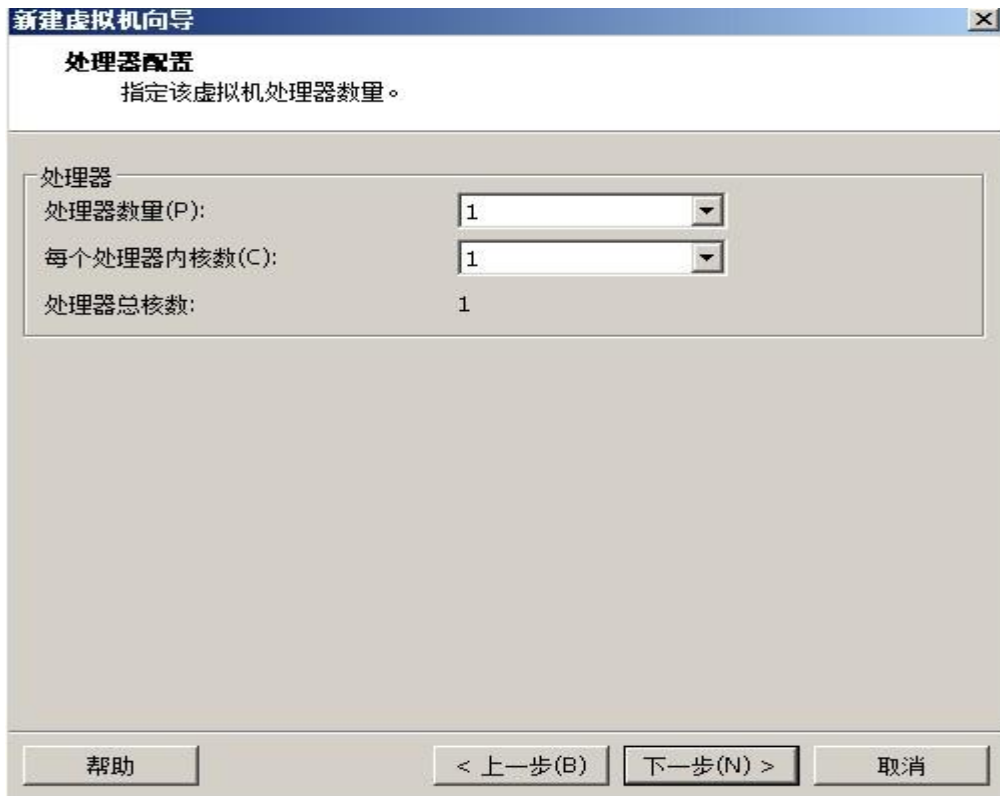 新建虚拟机向导
处理器配置
指定该虚拟机处理器数量。
处理器
处理器数量(P): 1
每个处理器内核数(C): 1
处理器总核数: 1
帮助 < 上一步(B) 下一步(N) > 取消